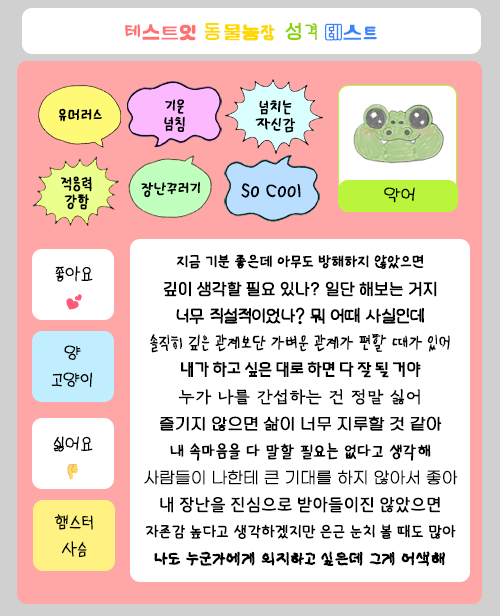 테스트잇 동물농장 성격 테스트
유머러스
기운
넘침
넘치는
자신감
적응력
강함
장난꾸러기
So Cool
악어
좋아요
양
고양이
싫어요
햄스터
사슴
지금 기분 좋은데 아무도 방해하지 않았으면
깊이 생각할 필요 있나? 일단 해보는 거지
너무 직설적이었나? 뭐 어때 사실인데
솔직히 깊은 관계보단 가벼운 관계가 편할 때가 있어
내가 하고 싶은 대로 하면 다 잘 될 거야
누가 나를 간섭하는 건 정말 싫어
즐기지 않으면 삶이 너무 지루할 것 같아
내 속마음을 다 말할 필요는 없다고 생각해
사람들이 나한테 큰 기대를 하지 않아서 좋아
내 장난을 진심으로 받아들이진 않았으면
자존감 높다고 생각하겠지만 은근 눈치 볼 때도 많아
나도 누군가에게 의지하고 싶은데 그게 어색해